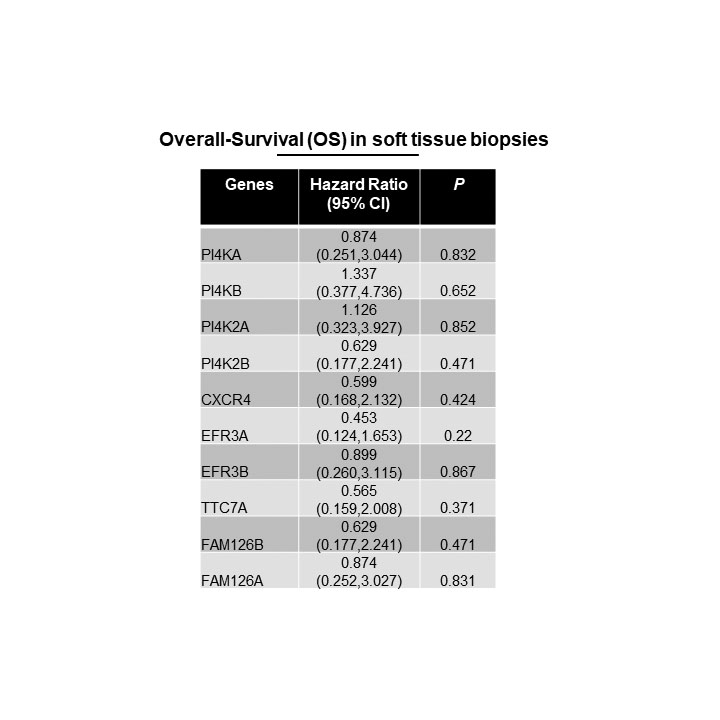 Overall-Survival (OS) in soft tissue biopsies
Genes Hazard Ratio (95% CI) P
PI4KA 0.874 (0.251,3.044) 0.832
PI4KB 1.337 (0.377,4.736) 0.652
PI4K2A 1.126 (0.323,3.927) 0.852
PI4K2B 0.629 (0.177,2.241) 0.471
CXCR4 0.599 (0.168,2.132) 0.424
EFR3A 0.453 (0.124,1.653) 0.22
EFR3B 0.899 (0.260,3.115) 0.867
TTC7A 0.565 (0.159,2.008) 0.371
FAM126B 0.629 (0.177,2.241) 0.471
FAM126A 0.874 (0.252,3.027) 0.831